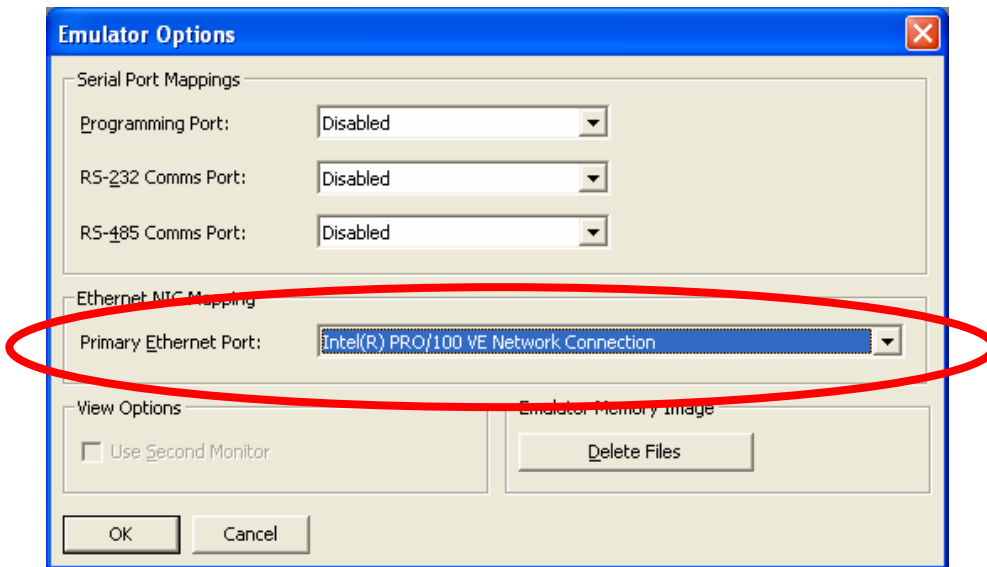 Emulator Options
Serial Port Mappings
Programming Port: Disabled
RS-232 Comms Port: Disabled
RS-485 Comms Port: Disabled
Ethernet NIC Mapping
Primary Ethernet Port: Intel(R) PRO/100 VE Network Connection
View Options
Use Second Monitor
Emulator Memory Image
Delete Files
OK Cancel